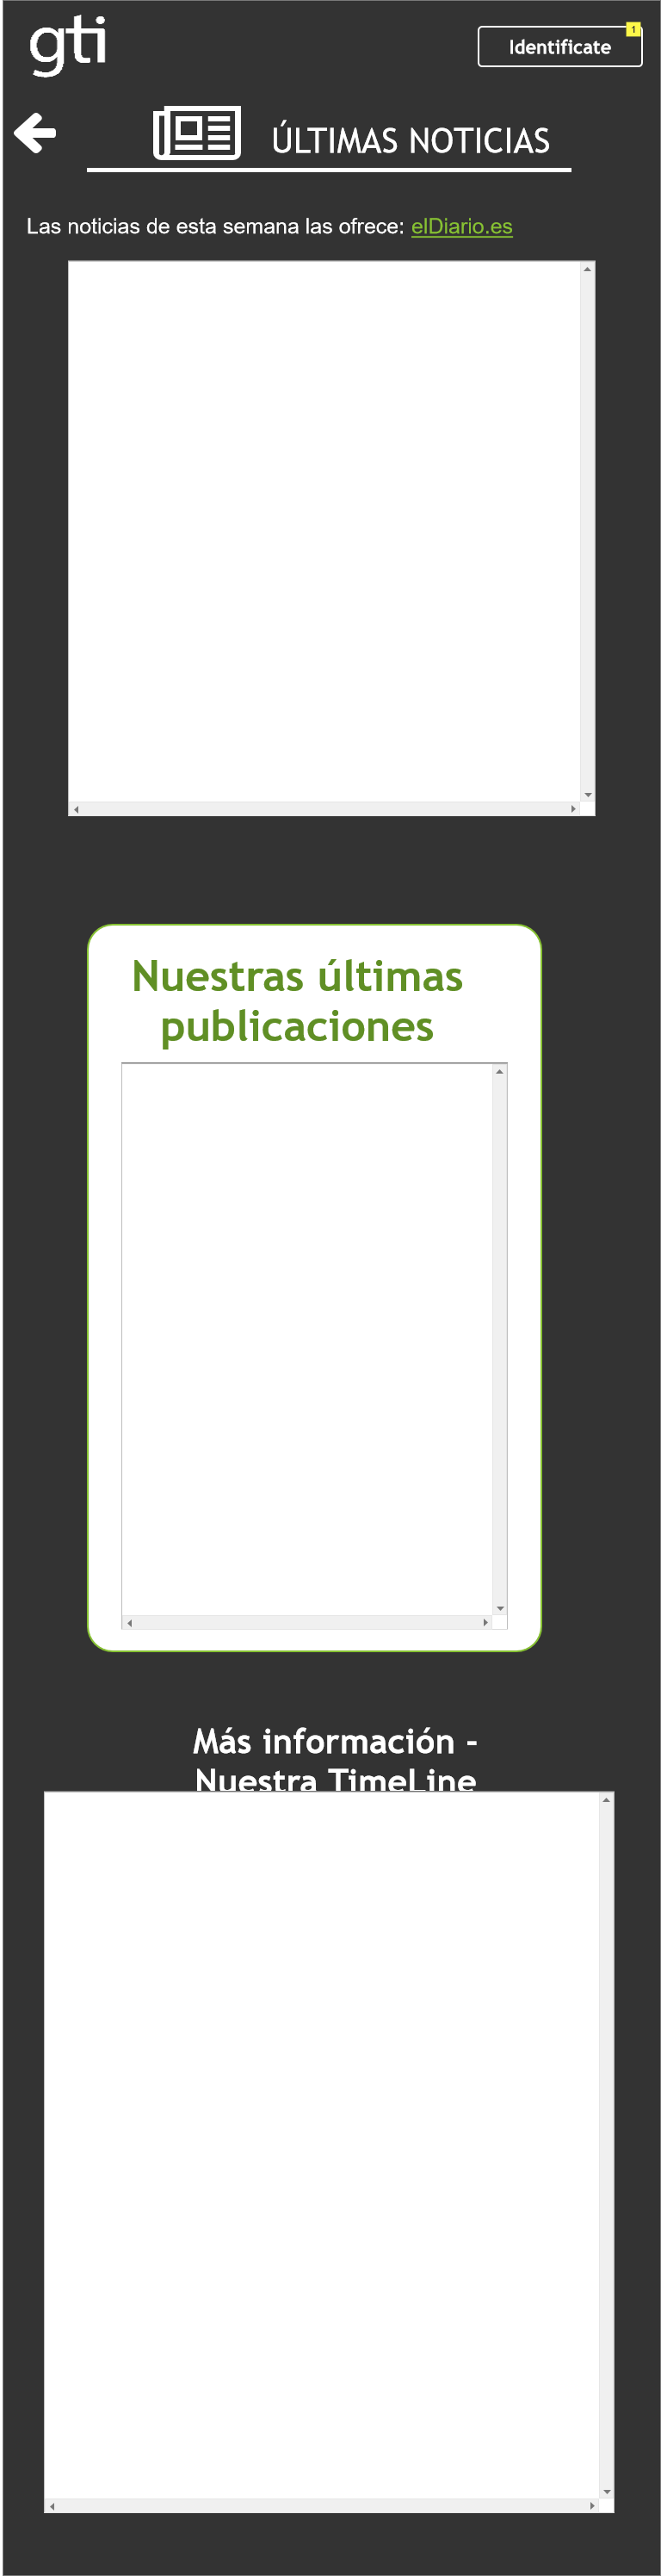 gti
Identificate
1
ÚLTIMAS NOTICIAS
Las noticias de esta semana las ofrece: elDiario.es
Nuestras últimas
publicaciones
Más información -
Nuestra TimeLine